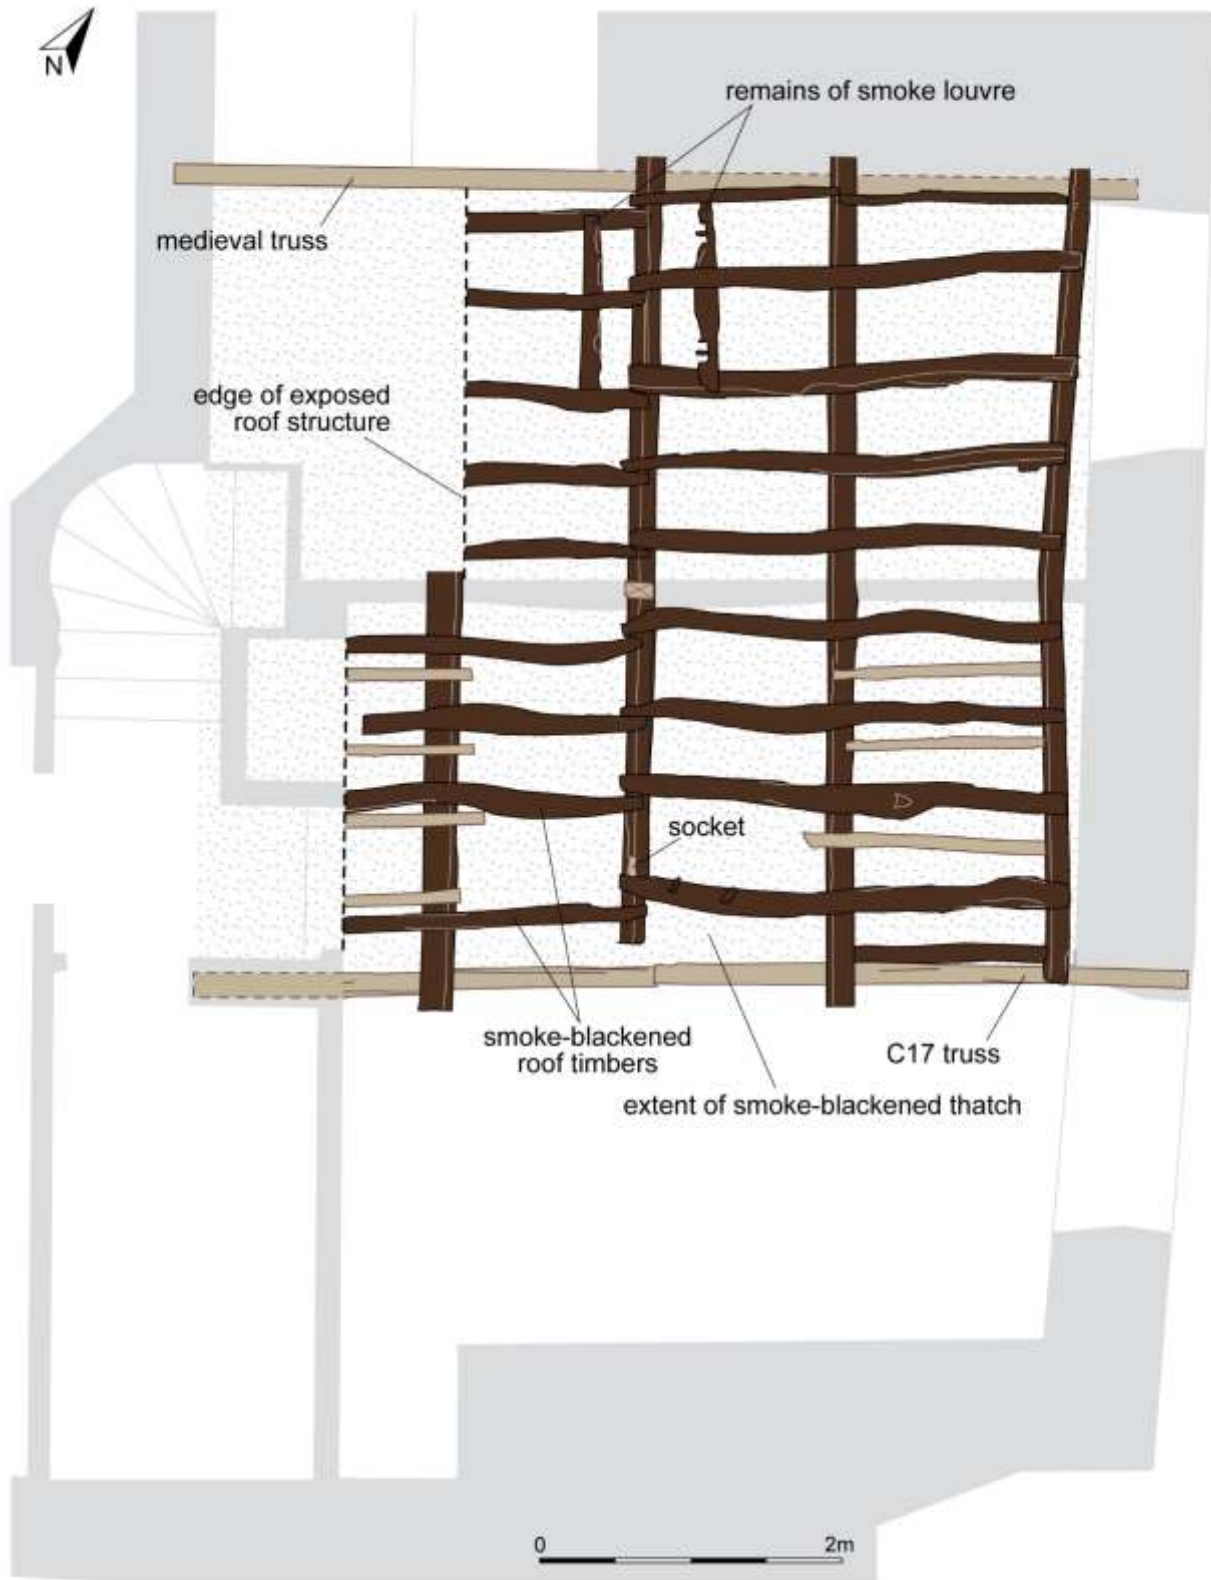 N
remains of smoke louvre
medieval truss
edge of exposed
roof structure
socket
smoke-blackened
roof timbers
C17 truss
extent of smoke-blackened thatch
0 2m